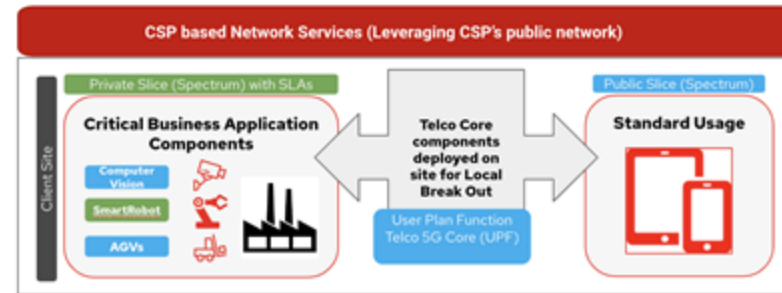 CSP based Network Services (Leveraging CSP's public network)
Client Site
Private Slice (Spectrum) with SLAs
Critical Business Application
Components
Computer
Vision
SmartRobot
AGVs
Telco Core
components
deployed on
site for Local
Break Out
User Plan Function
Telco 5G Core (UPF)
Public Slice (Spectrum)
Standard Usage